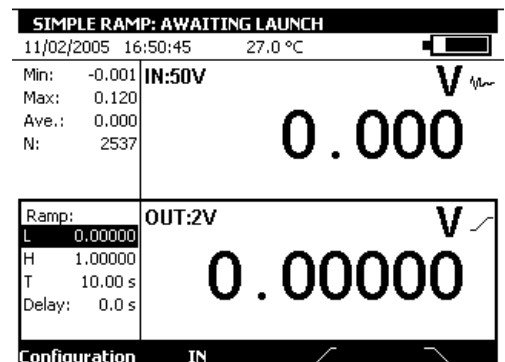 SIMPLE RAMP: AWAITING LAUNCH
11/02/2005 16:50:45 27.0 °C
Min: -0.001
Max: 0.120
Ave.: 0.000
N: 2537
IN:50V
V
0.000
Ramp:
L 0.00000
H 1.00000
T 10.00 s
Delay: 0.0 s
OUT:2V
V
0.00000
Configuration IN